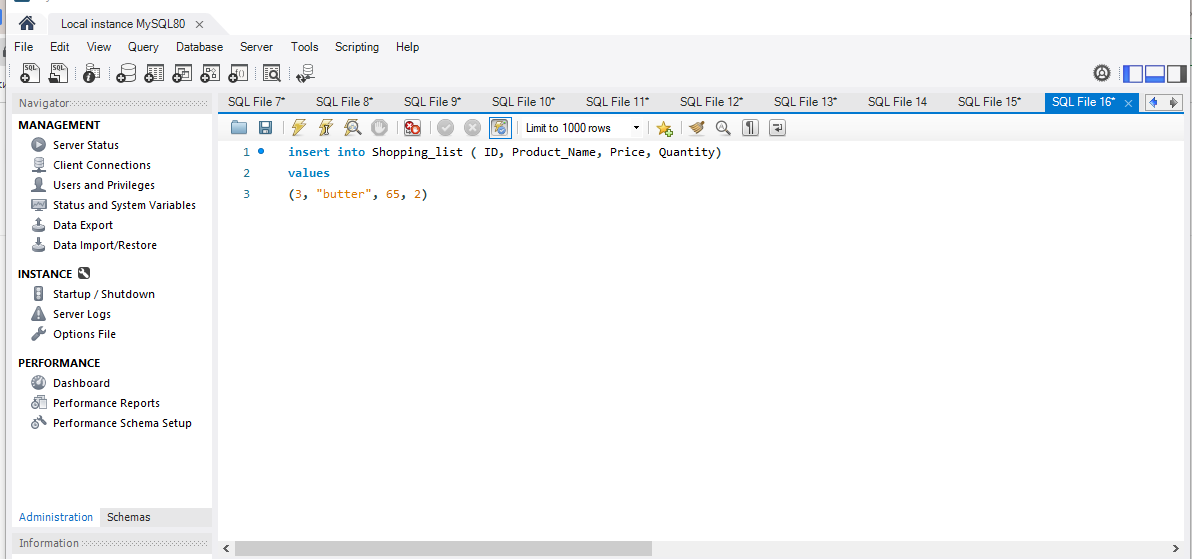 Local instance MySQL80
File Edit View Query Database Server Tools Scripting Help
Navigator
MANAGEMENT
Server Status
Client Connections
Users and Privileges
Status and System Variables
Data Export
Data Import/Restore
INSTANCE
Startup / Shutdown
Server Logs
Options File
PERFORMANCE
Dashboard
Performance Reports
Performance Schema Setup
Administration Schemas
Information
SQL File 7* SQL File 8* SQL File 9* SQL File 10* SQL File 11* SQL File 12* SQL File 13* SQL File 14 SQL File 15* SQL File 16*
Limit to 1000 rows
1 insert into Shopping_list ( ID, Product_Name, Price, Quantity)
2 values
3 (3, "butter", 65, 2)